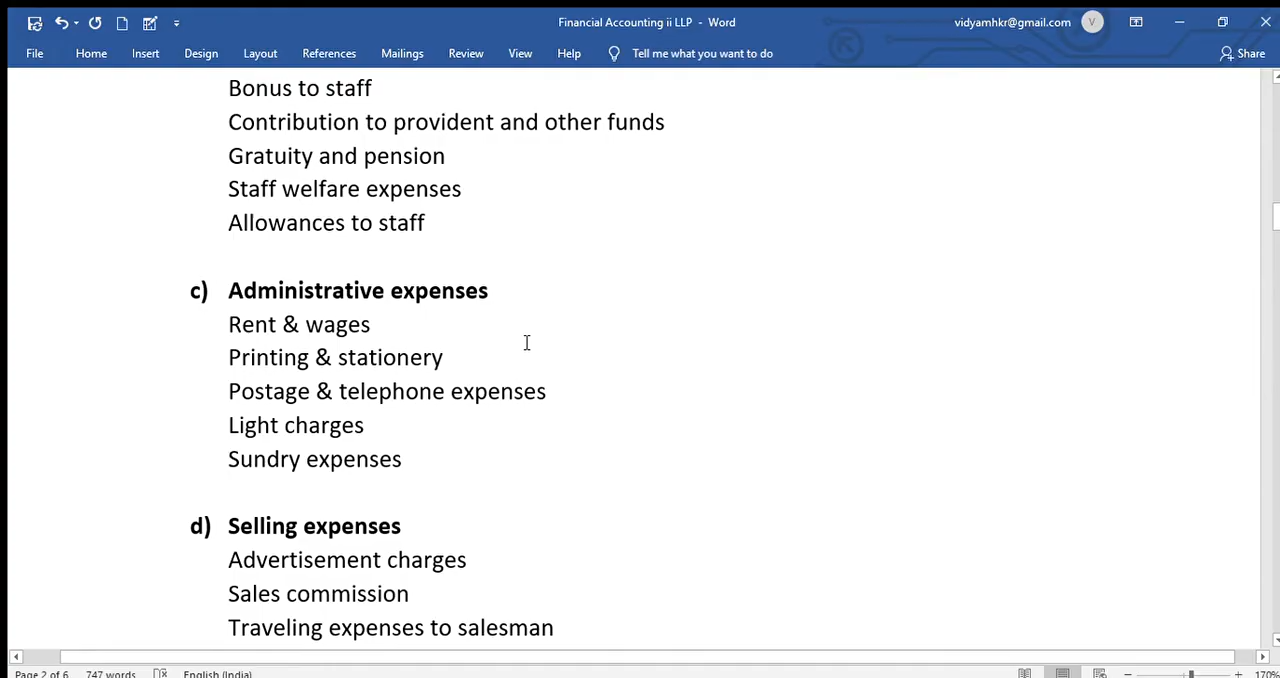 Financial Accounting ii LLP - Word
vidyamhkr@gmail.com V
File Home Insert Design Layout References Mailings Review View Help Tell me what you want to do Share
Bonus to staff
Contribution to provident and other funds
Gratuity and pension
Staff welfare expenses
Allowances to staff
c) Administrative expenses
Rent & wages
Printing & stationery
Postage & telephone expenses
Light charges
Sundry expenses
d) Selling expenses
Advertisement charges
Sales commission
Traveling expenses to salesman
Page 2 of 6 747 words English (India) 170%